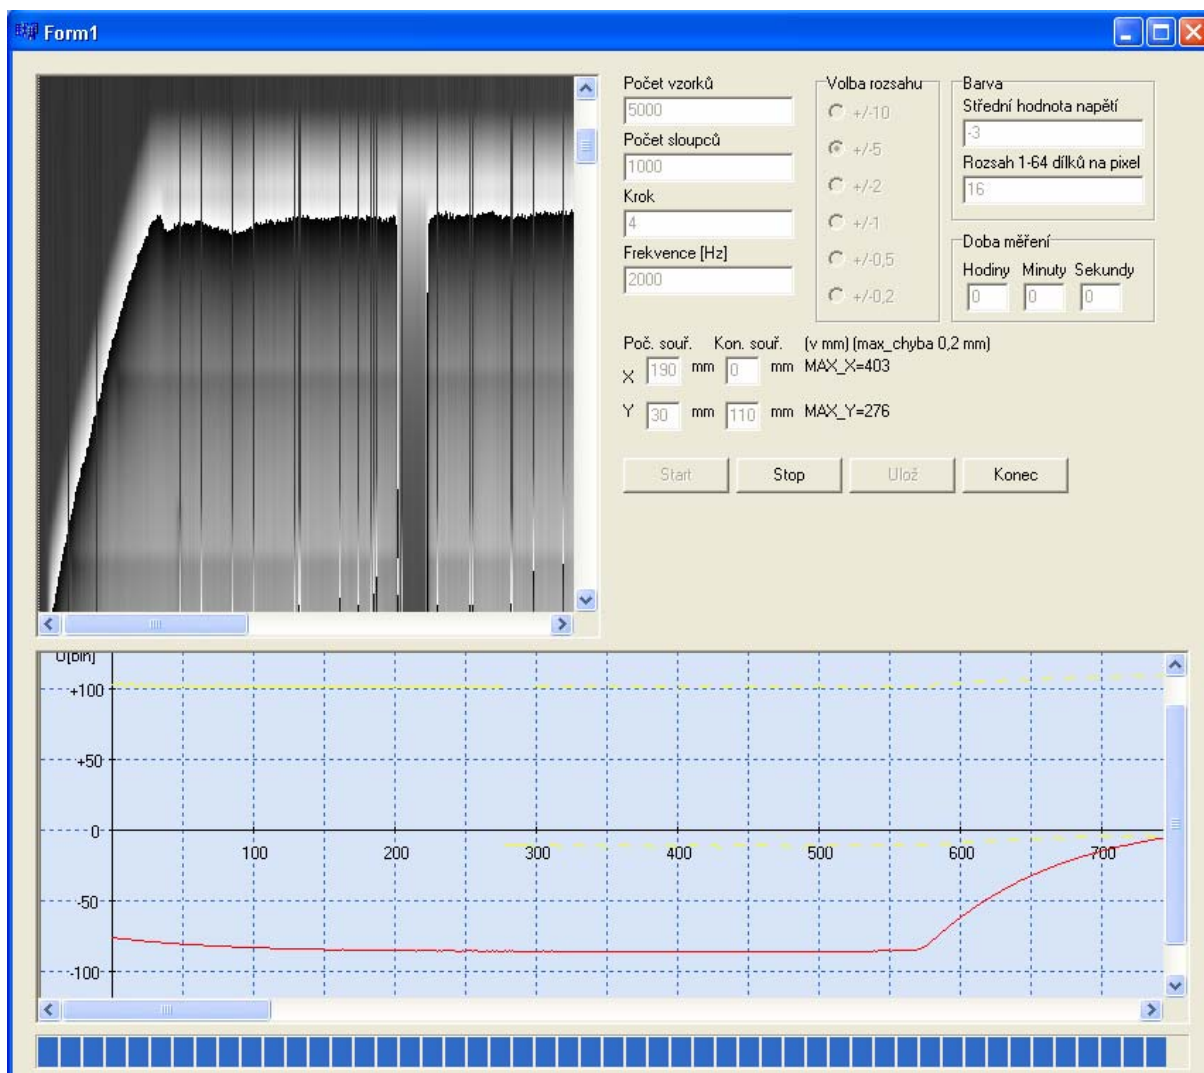 Form1
Počet vzorků
5000
Počet sloupců
1000
Krok
4
Frekvence [Hz]
2000
Volba rozsahu
+/-10
+/-5
+/-2
+/-1
+/-0,5
+/-0,2
Barva
Střední hodnota napětí
-3
Rozsah 1-64 dílků na pixel
16
Doba měření
Hodiny Minuty Sekundy
0 0 0
Poč. souř. Kon. souř. (v mm) (max_chyba 0,2 mm)
X 190 mm 0 mm MAX_X=403
Y 30 mm 110 mm MAX_Y=276
Start Stop Ulož Konec
U[bin]
+100
+50
0
100 200 300 400 500 600 700
-50
-100